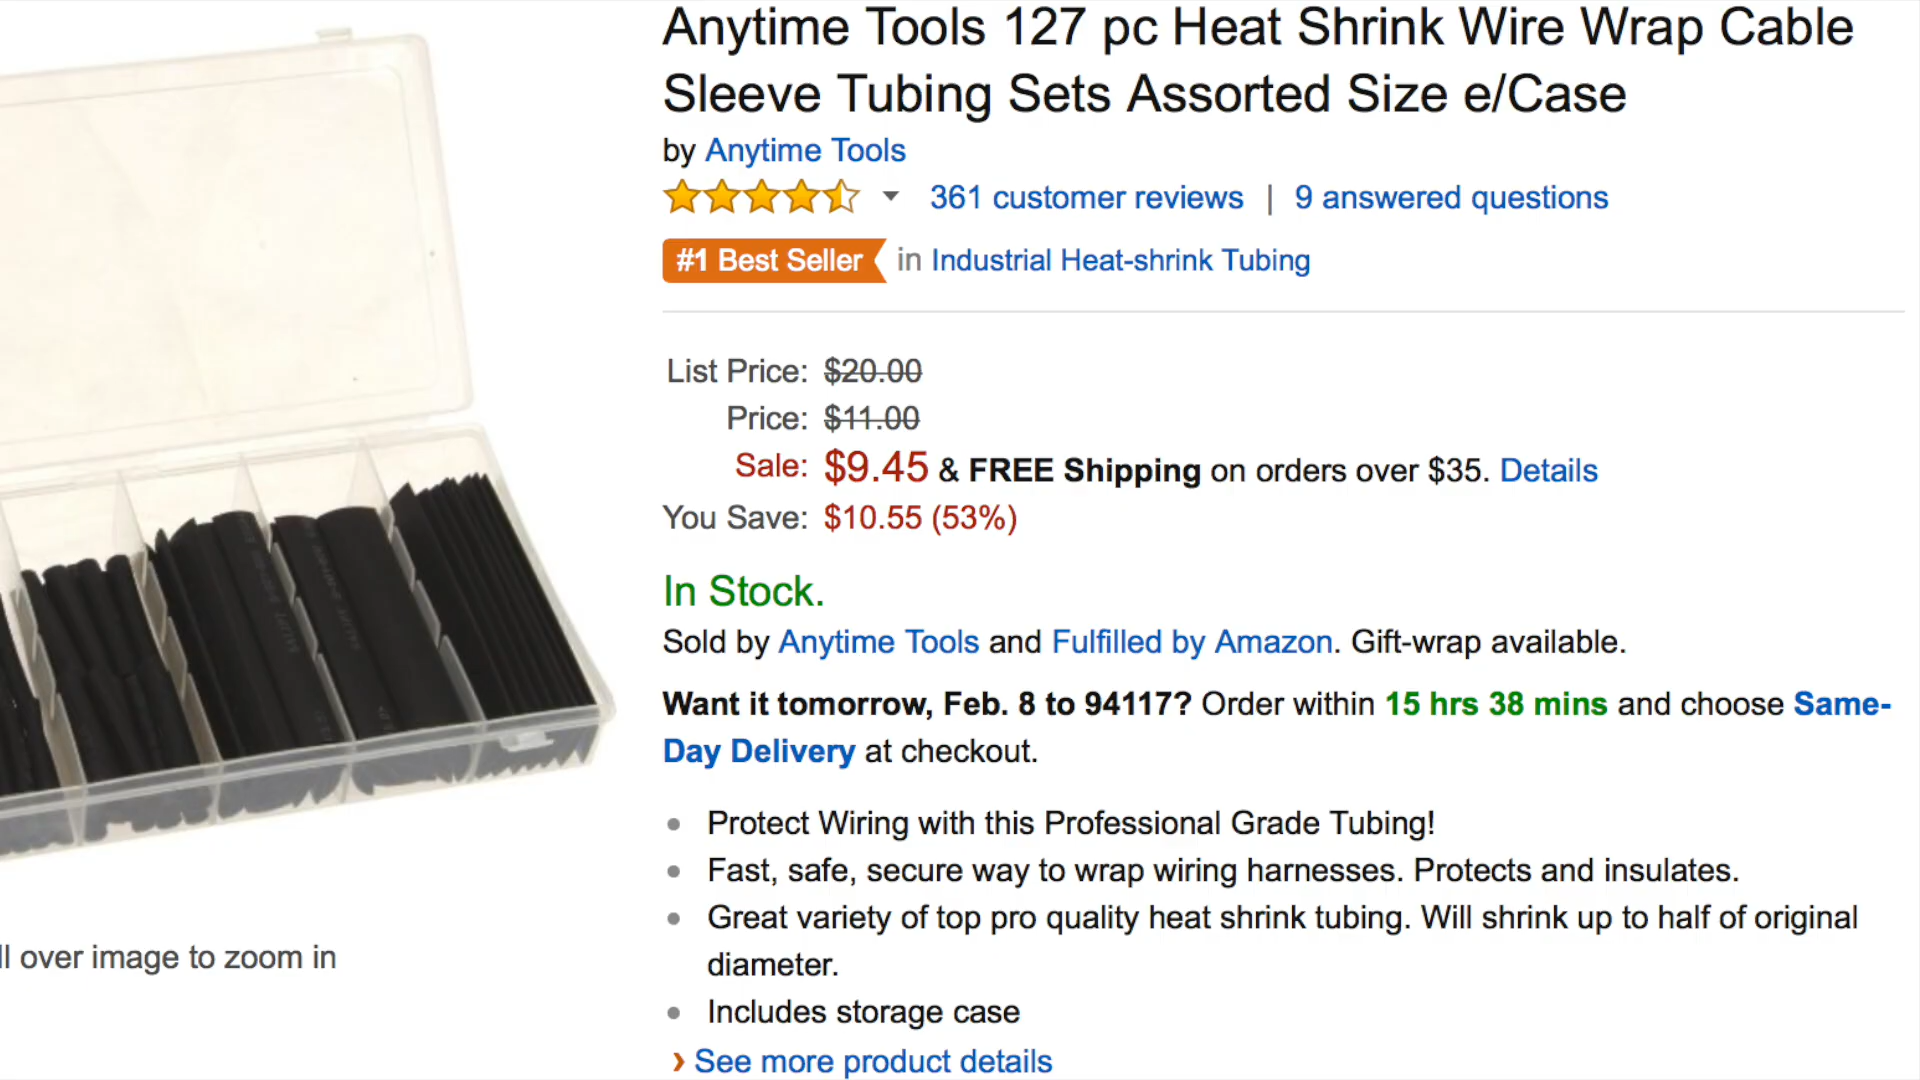 Anytime Tools 127 pc Heat Shrink Wire Wrap Cable
Sleeve Tubing Sets Assorted Size e/Case
by Anytime Tools
361 customer reviews | 9 answered questions
#1 Best Seller in Industrial Heat-shrink Tubing
List Price: $20.00
Price: $11.00
Sale: $9.45 & FREE Shipping on orders over $35. Details
You Save: $10.55 (53%)
In Stock.
Sold by Anytime Tools and Fulfilled by Amazon. Gift-wrap available.
Want it tomorrow, Feb. 8 to 94117? Order within 15 hrs 38 mins and choose Same-
Day Delivery at checkout.
• Protect Wiring with this Professional Grade Tubing!
• Fast, safe, secure way to wrap wiring harnesses. Protects and insulates.
• Great variety of top pro quality heat shrink tubing. Will shrink up to half of original
diameter.
• Includes storage case
› See more product details
over image to zoom in